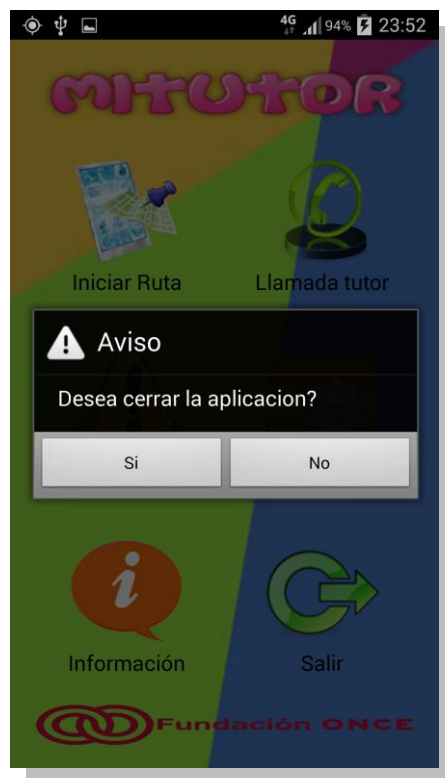 4G 94% 23:52
MITUTOR
Iniciar Ruta Llamada tutor
Aviso
Desea cerrar la aplicacion?
Si No
Información Salir
Fundación ONCE